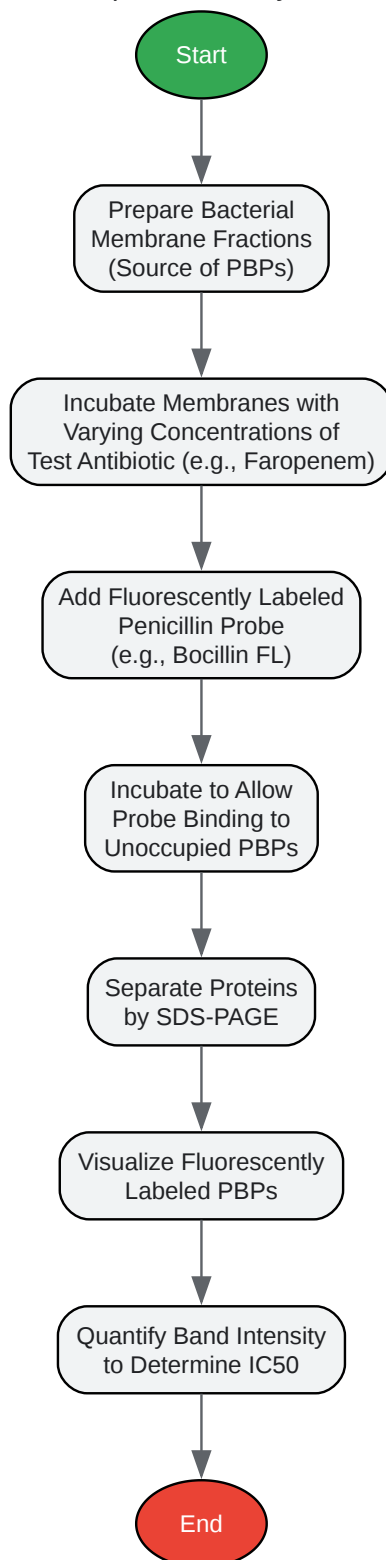 Start
Prepare Bacterial
Membrane Fractions
(Source of PBPs)
Incubate Membranes with
Varying Concentrations of
Test Antibiotic (e.g., Faropenem)
Add Fluorescently Labeled
Penicillin Probe
(e.g., Bocillin FL)
Incubate to Allow
Probe Binding to
Unoccupied PBPs
Separate Proteins
by SDS-PAGE
Visualize Fluorescently
Labeled PBPs
Quantify Band Intensity
to Determine IC50
End